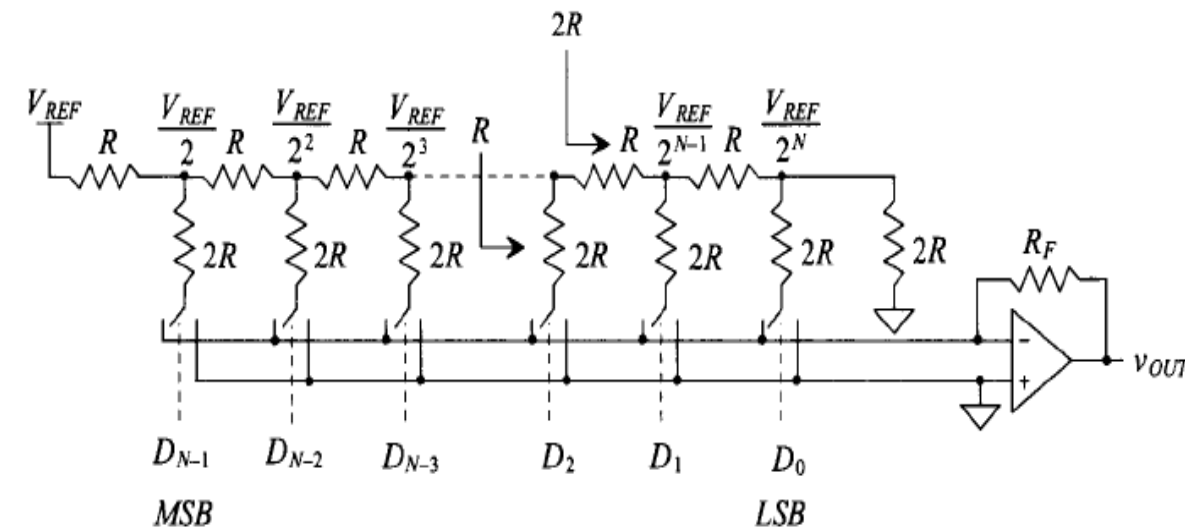 2R
V_REF
R
V_REF/2
R
V_REF/2^2
R
V_REF/2^3
R
R
V_REF/2^{N-1}
R
V_REF/2^N
2R
2R
2R
2R
2R
2R
2R
R_F
−
+
v_OUT
D_{N-1}
D_{N-2}
D_{N-3}
D_2
D_1
D_0
MSB
LSB